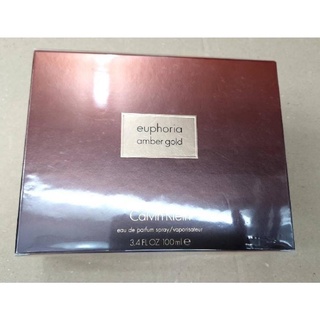 euphoria
amber gold
Calvin Klein
eau de parfum spray/vaporisateur
3.4 FL OZ 100 ml ℮